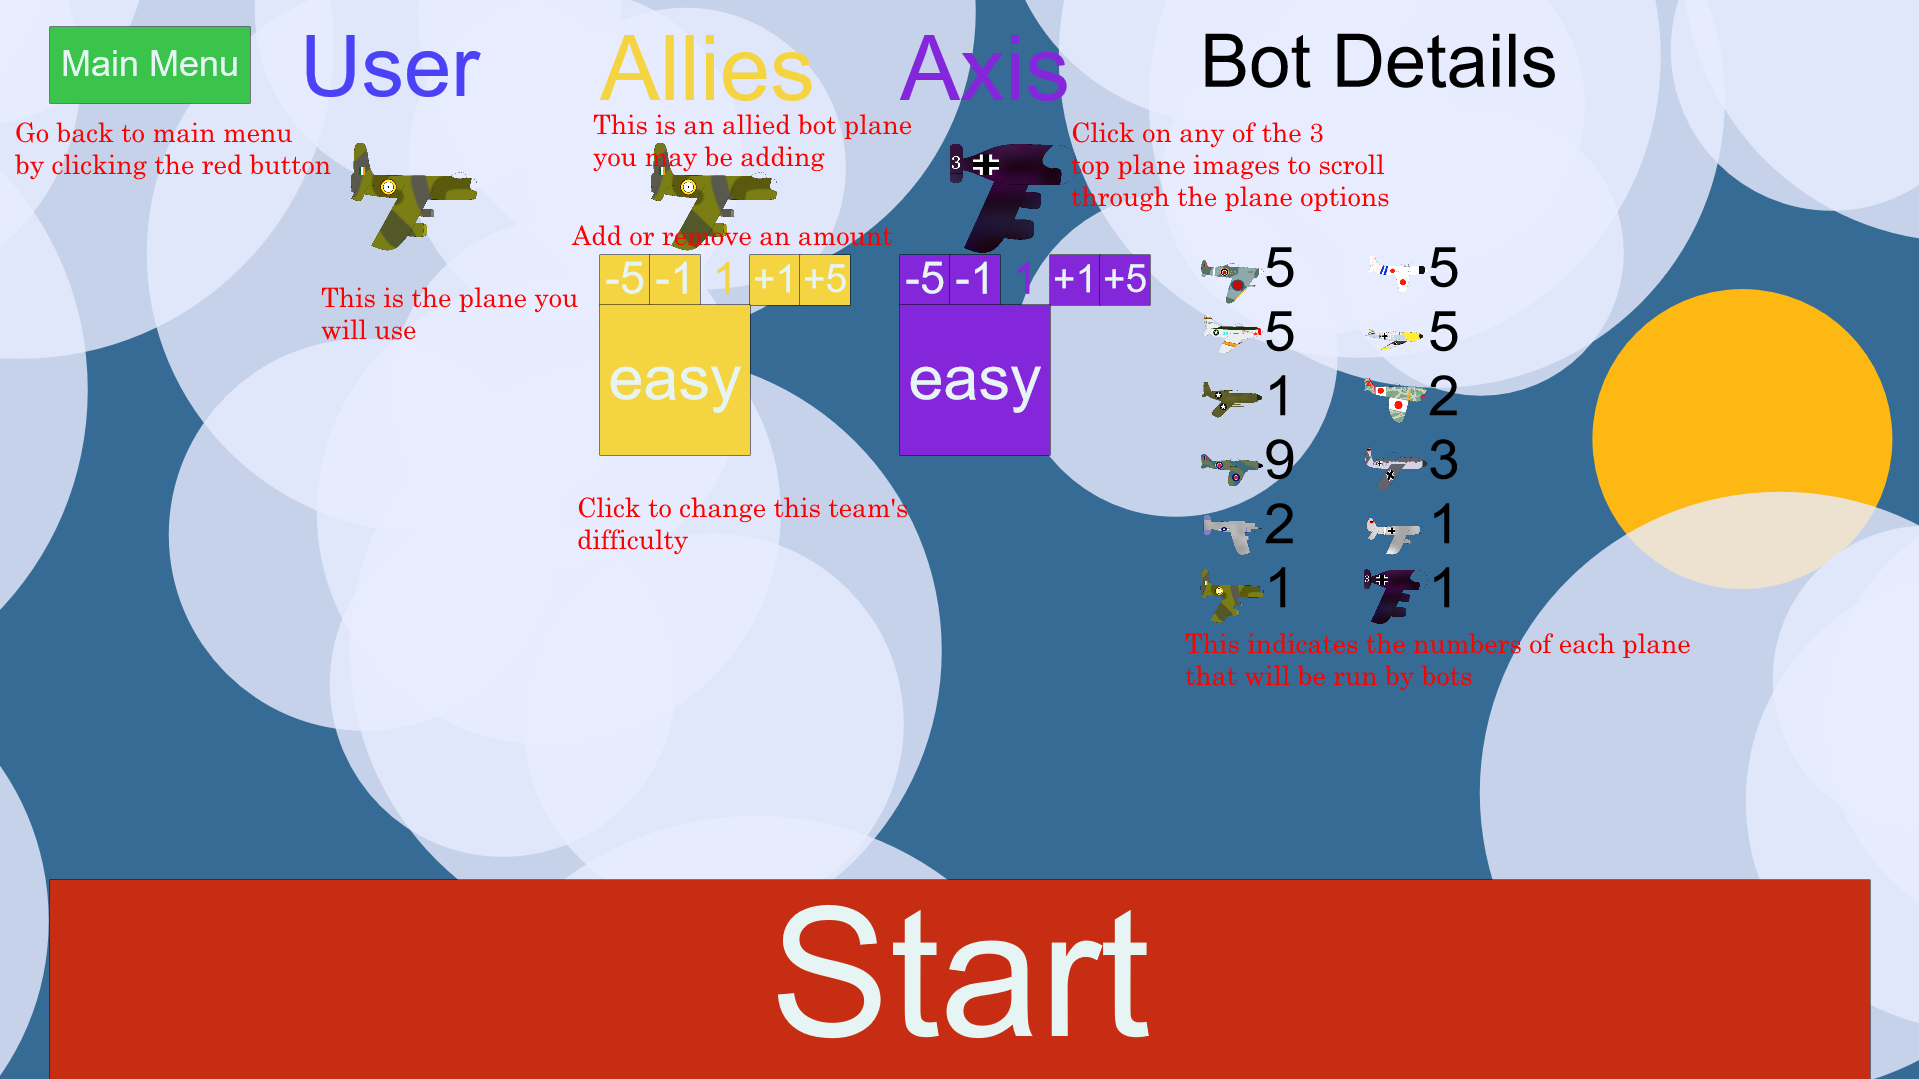 Main Menu
User
Allies
Axis
Bot Details
Go back to main menu
by clicking the red button
This is an allied bot plane
you may be adding
Click on any of the 3
top plane images to scroll
through the plane options
3
Add or remove an amount
-5 -1 1 +1 +5
-5 -1 1 +1 +5
This is the plane you
will use
easy
easy
Click to change this team's
difficulty
5 5
5 5
1 2
9 3
2 1
1 3 1
This indicates the numbers of each plane
that will be run by bots
Start